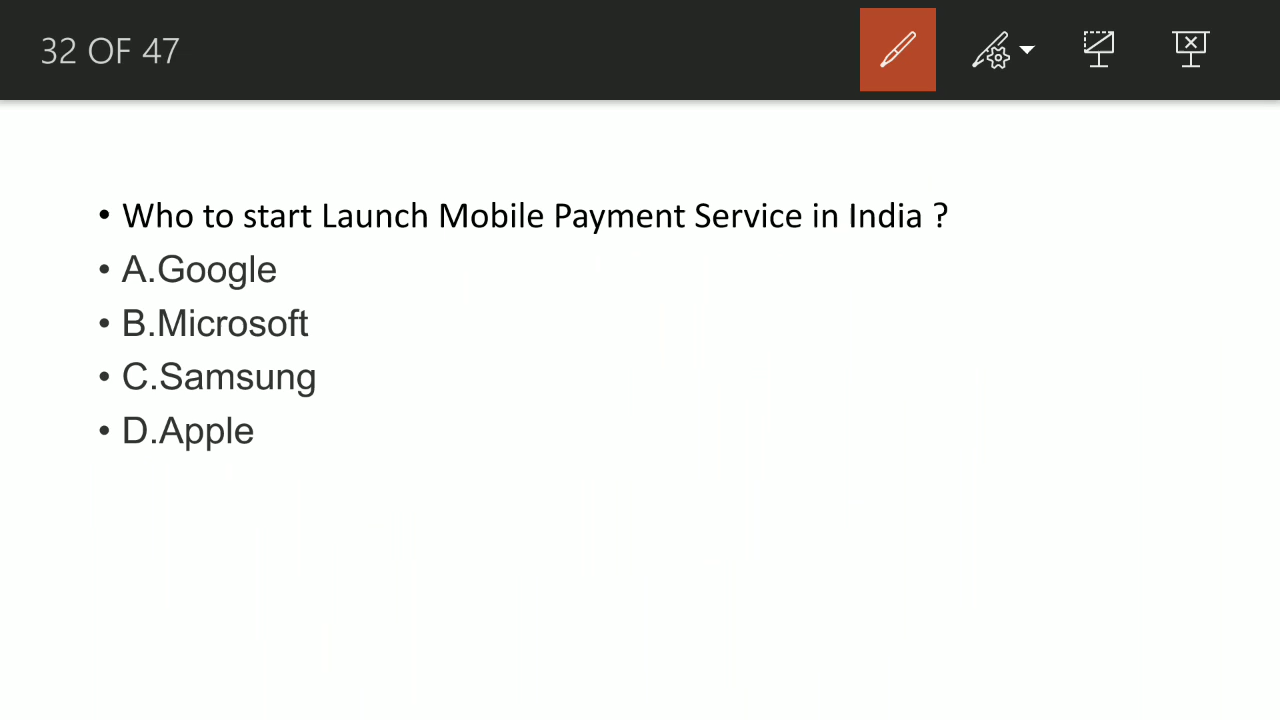 32 OF 47
• Who to start Launch Mobile Payment Service in India ?
• A.Google
• B.Microsoft
• C.Samsung
• D.Apple